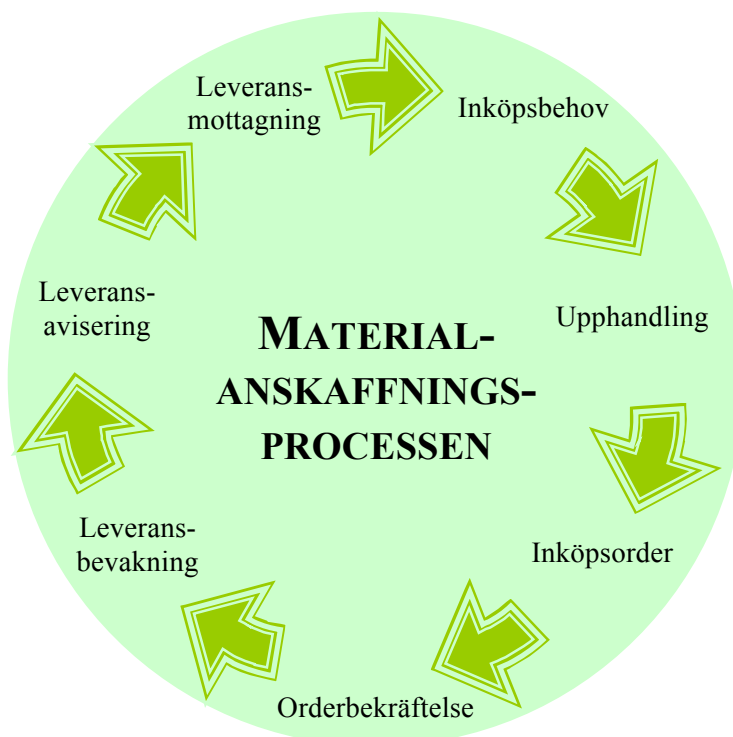 Leverans-
mottagning
Inköpsbehov
Upphandling
Inköpsorder
Orderbekräftelse
Leverans-
bevakning
Leverans-
avisering
MATERIAL-
ANSKAFFNINGS-
PROCESSEN